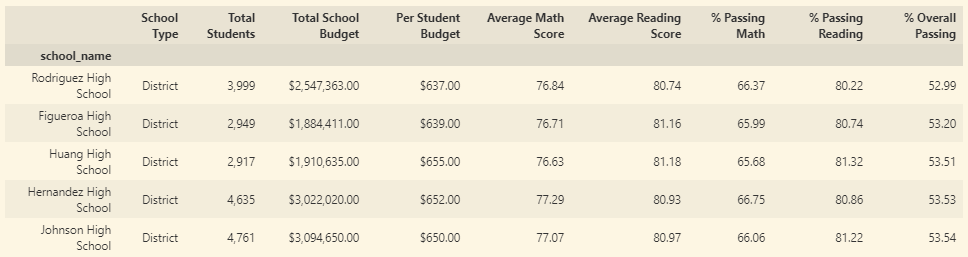 School Type Total Students Total School Budget Per Student Budget Average Math Score Average Reading Score % Passing Math % Passing Reading % Overall Passing
school_name
Rodriguez High School District 3,999 $2,547,363.00 $637.00 76.84 80.74 66.37 80.22 52.99
Figueroa High School District 2,949 $1,884,411.00 $639.00 76.71 81.16 65.99 80.74 53.20
Huang High School District 2,917 $1,910,635.00 $655.00 76.63 81.18 65.68 81.32 53.51
Hernandez High School District 4,635 $3,022,020.00 $652.00 77.29 80.93 66.75 80.86 53.53
Johnson High School District 4,761 $3,094,650.00 $650.00 77.07 80.97 66.06 81.22 53.54